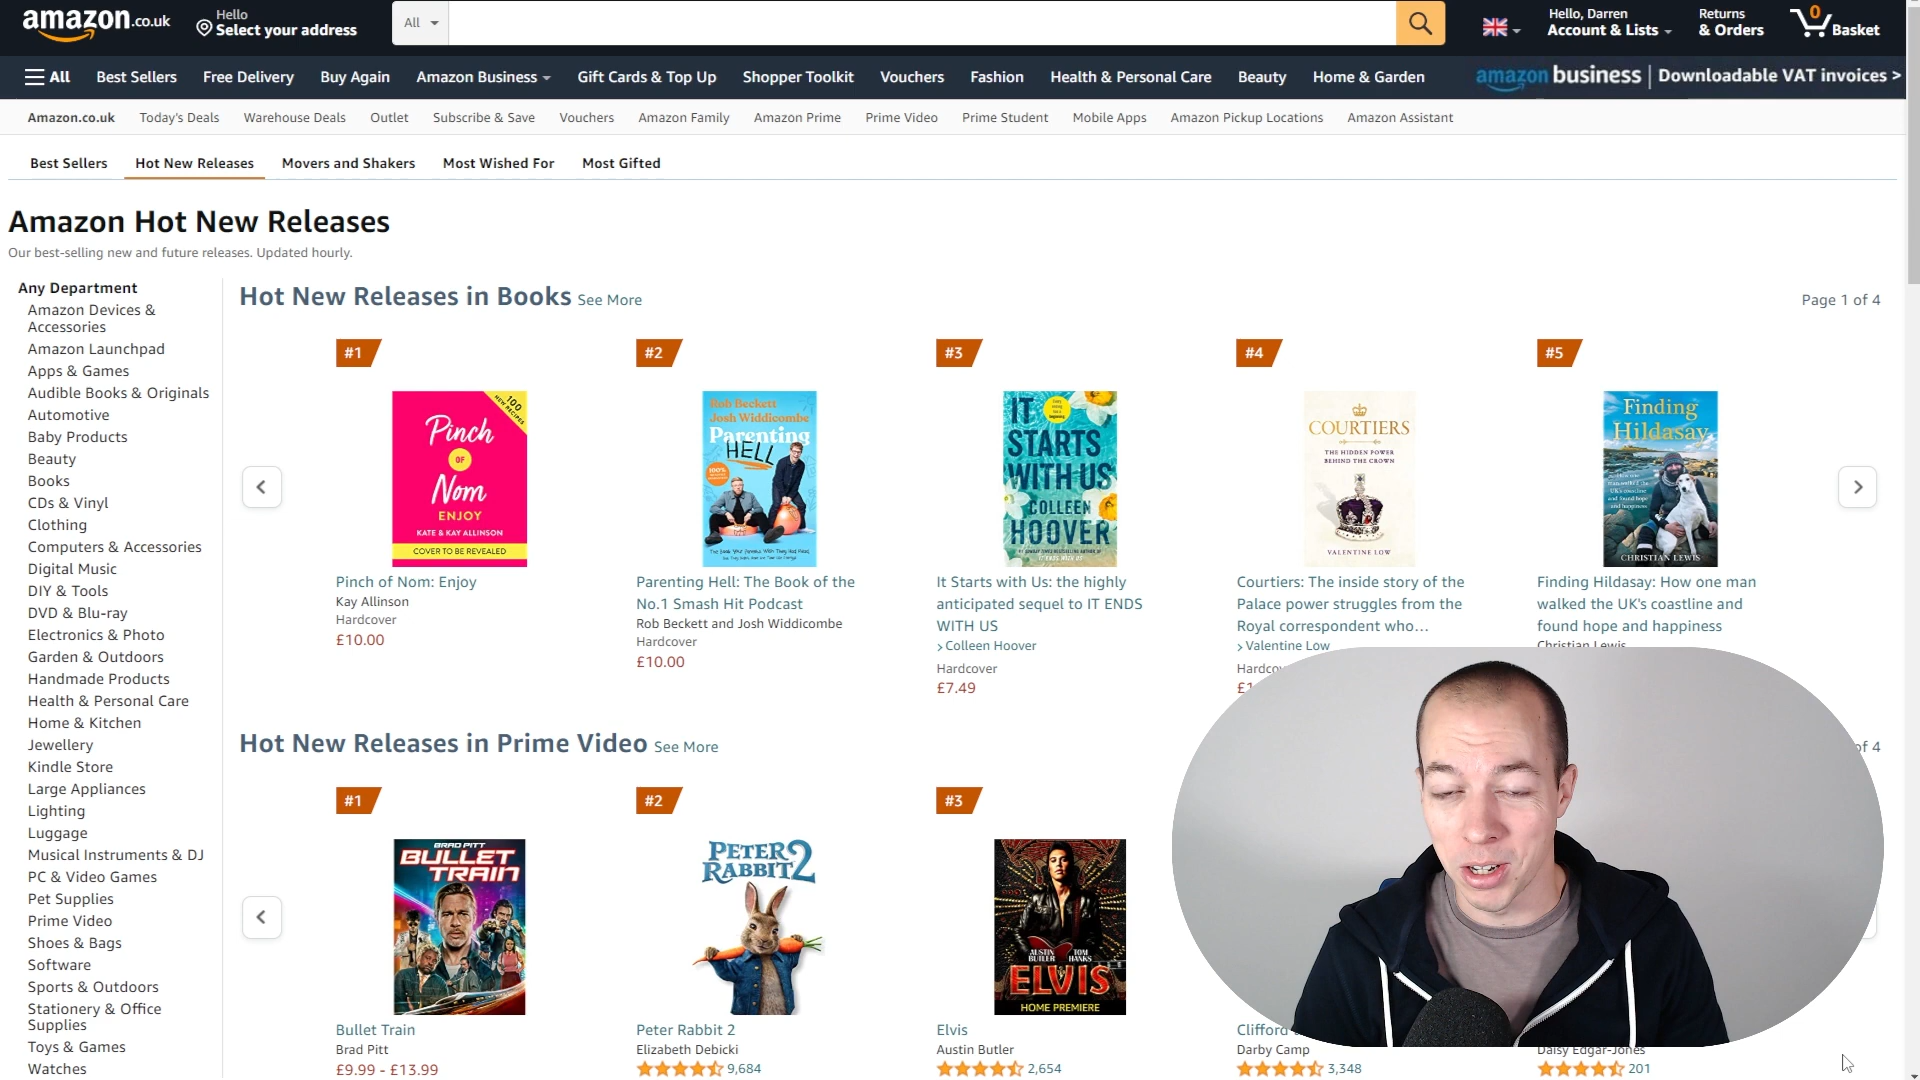 amazon.co.uk
Hello
Select your address
All
Hello, Darren
Account & Lists
Returns
& Orders
0
Basket
All
Best Sellers
Free Delivery
Buy Again
Amazon Business
Gift Cards & Top Up
Shopper Toolkit
Vouchers
Fashion
Health & Personal Care
Beauty
Home & Garden
amazon business | Downloadable VAT invoices >
Amazon.co.uk
Today's Deals
Warehouse Deals
Outlet
Subscribe & Save
Vouchers
Amazon Family
Amazon Prime
Prime Video
Prime Student
Mobile Apps
Amazon Pickup Locations
Amazon Assistant
Best Sellers
Hot New Releases
Movers and Shakers
Most Wished For
Most Gifted
Amazon Hot New Releases
Our best-selling new and future releases. Updated hourly.
Any Department
Amazon Devices &
Accessories
Amazon Launchpad
Apps & Games
Audible Books & Originals
Automotive
Baby Products
Beauty
Books
CDs & Vinyl
Clothing
Computers & Accessories
Digital Music
DIY & Tools
DVD & Blu-ray
Electronics & Photo
Garden & Outdoors
Handmade Products
Health & Personal Care
Home & Kitchen
Jewellery
Kindle Store
Large Appliances
Lighting
Luggage
Musical Instruments & DJ
PC & Video Games
Pet Supplies
Prime Video
Shoes & Bags
Software
Sports & Outdoors
Stationery & Office
Supplies
Toys & Games
Watches
Hot New Releases in Books See More
Page 1 of 4
#1
100
NEW RECIPES
Pinch
OF
Nom
ENJOY
KATE & KAY ALLINSON
COVER TO BE REVEALED
Pinch of Nom: Enjoy
Kay Allinson
Hardcover
£10.00
#2
Rob Beckett
Josh Widdicombe
Parenting
HELL
Parenting Hell: The Book of the
No.1 Smash Hit Podcast
Rob Beckett and Josh Widdicombe
Hardcover
£10.00
#3
IT
STARTS
WITH US
COLLEEN
HOOVER
It Starts with Us: the highly
anticipated sequel to IT ENDS
WITH US
› Colleen Hoover
Hardcover
£7.49
#4
COURTIERS
THE HIDDEN POWER
BEHIND THE CROWN
VALENTINE LOW
Courtiers: The inside story of the
Palace power struggles from the
Royal correspondent who…
› Valentine Low
#5
Finding
Hildasay
CHRISTIAN LEWIS
Finding Hildasay: How one man
walked the UK's coastline and
found hope and happiness
Christian Lewis
Hot New Releases in Prime Video See More
of 4
#1
BRAD PITT
BULLET
TRAIN
Bullet Train
Brad Pitt
£9.99 - £13.99
#2
PETER
RABBIT 2
Peter Rabbit 2
Elizabeth Debicki
9,684
#3
AUSTIN
BUTLER
TOM
HANKS
ELVIS
HOME PREMIERE
Elvis
Austin Butler
2,654
Clifford
Darby Camp
3,348
Daisy Edgar-Jones
201